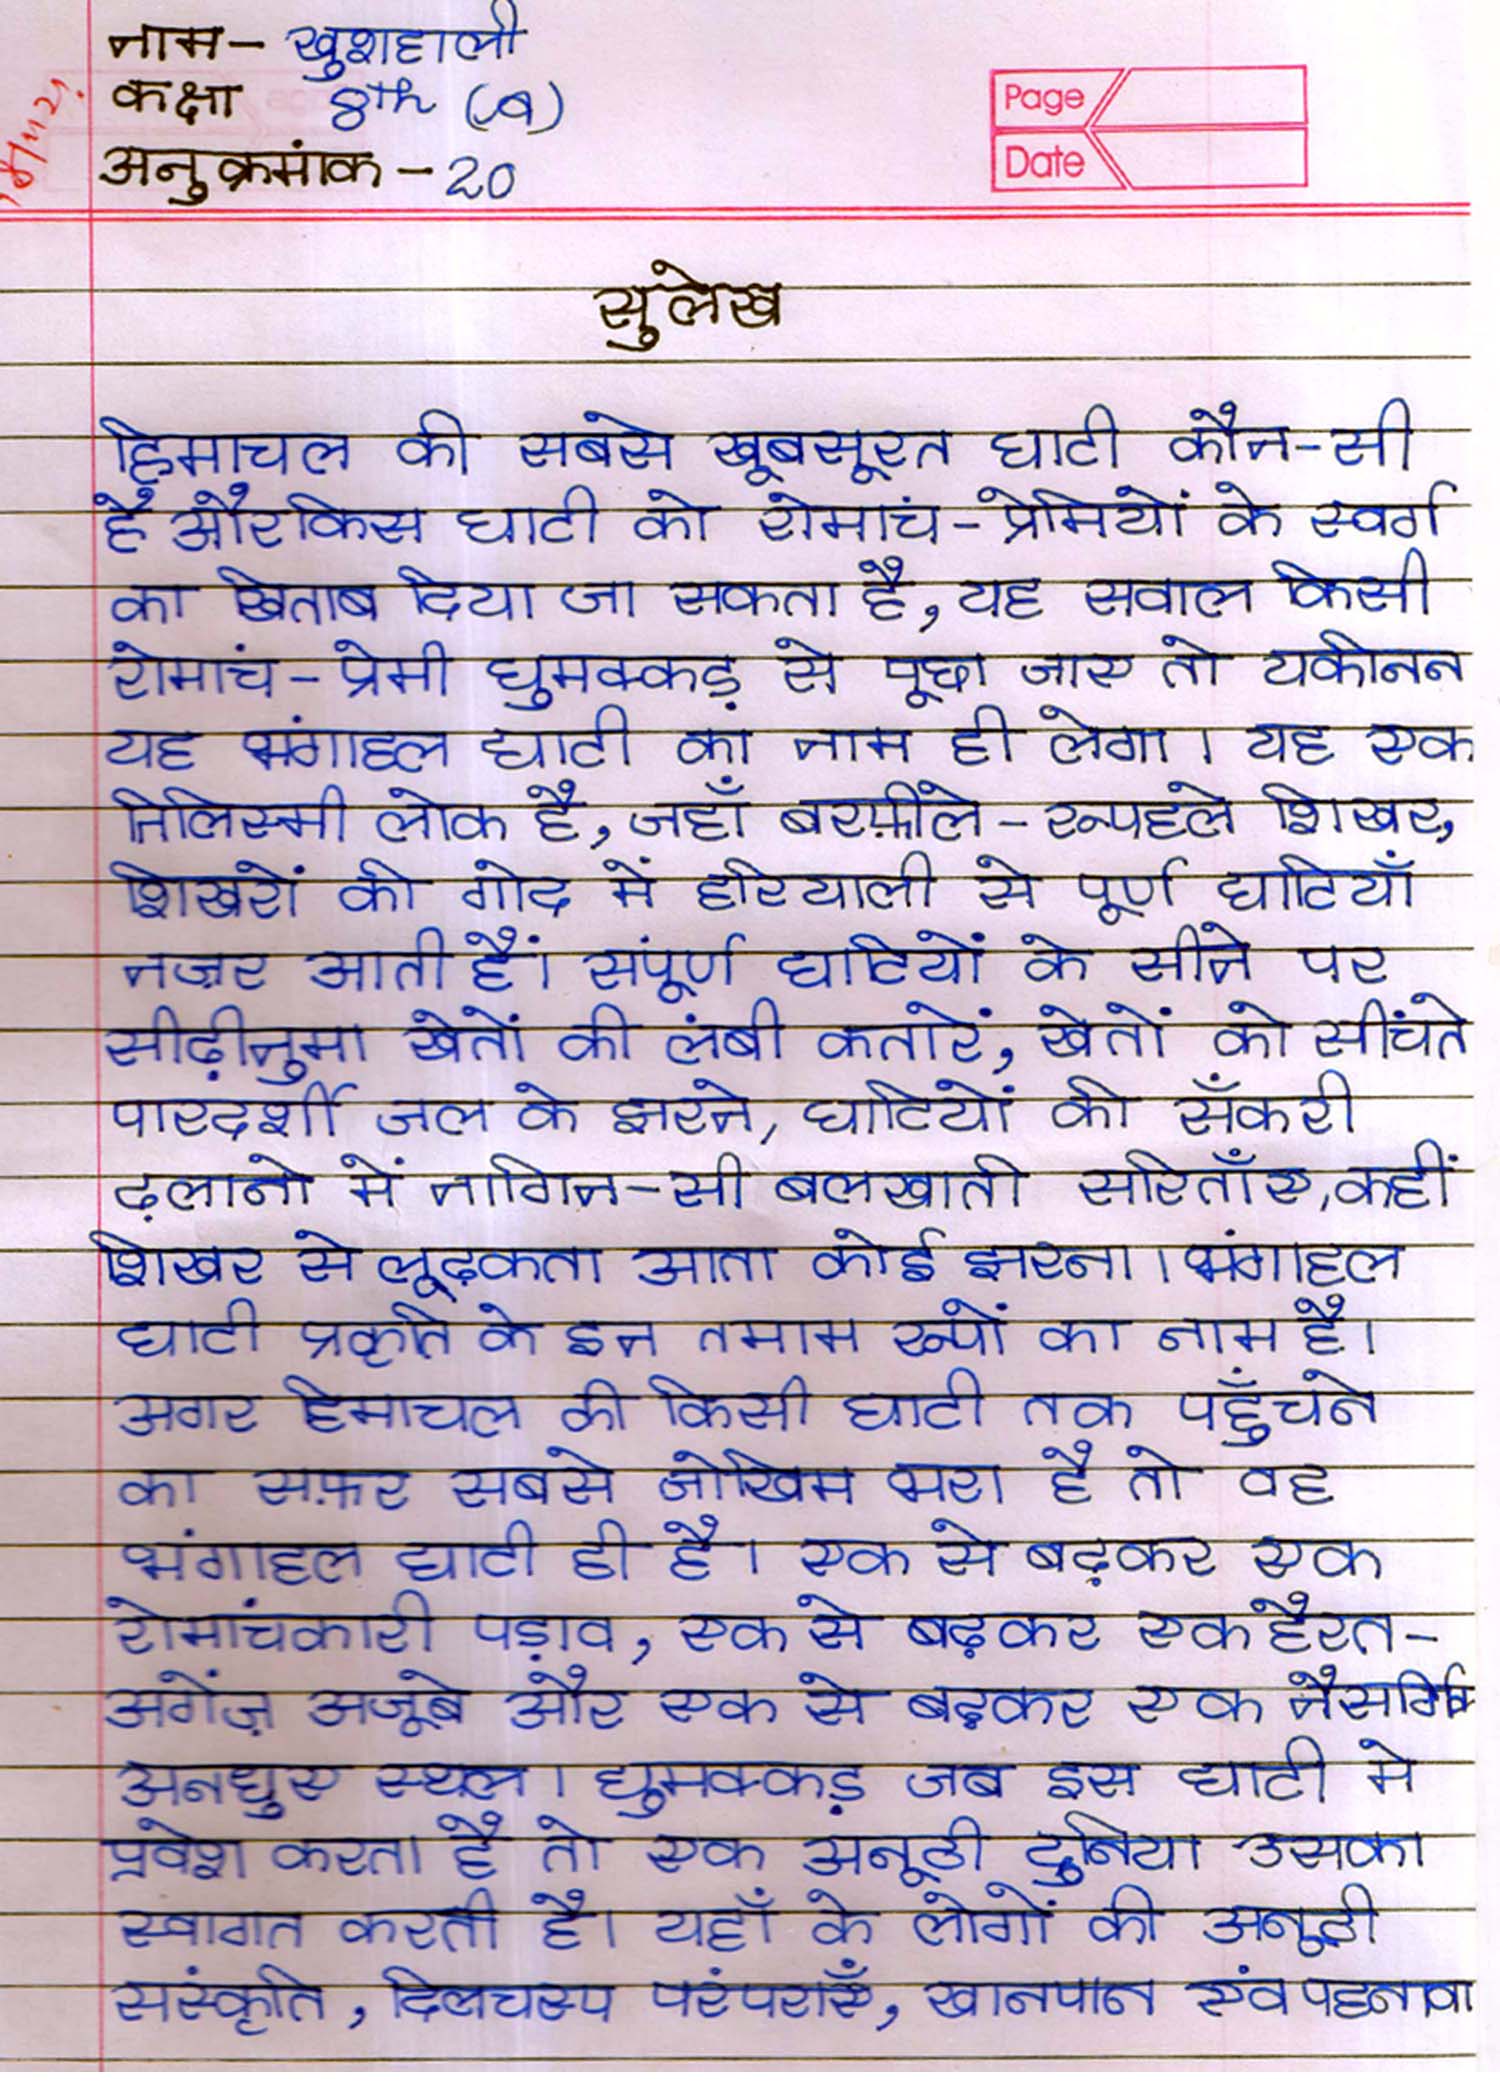 नाम- खुशहाली
कक्षा 8th (ब)
अनुक्रमांक - 20
Page
Date
सुलेख
हिमाचल की सबसे खूबसूरत घाटी कौन-सी
है और किस घाटी को रोमांच-प्रेमियों के स्वर्ग
का खिताब दिया जा सकता है, यह सवाल किसी
रोमांच-प्रेमी घुमक्कड़ से पूछा जाए तो यकीनन
यह भंगाहल घाटी का नाम ही लेगा। यह एक
तिलिस्मी लोक है, जहाँ बरफ़ीले-रूपहले शिखर,
शिखरों की गोद में हरियाली से पूर्ण घाटियाँ
नज़र आती हैं। संपूर्ण घाटियों के सीने पर
सीढ़ीनुमा खेतों की लंबी कतारें, खेतों को सींचते
पारदर्शी जल के झरने, घाटियों की सँकरी
ढ़लानो में नागिन-सी बलखाती सरिताँए, कहीं
शिखर से लूढ़कता आता कोई झरना। भंगाहल
घाटी प्रकृति के इन तमाम रूपों का नाम है।
अगर हिमाचल की किसी घाटी तक पहुँचने
का सफ़र सबसे जोखिम भरा है तो वह
भंगाहल घाटी ही है। एक से बढ़कर एक
रोमांचकारी पड़ाव, एक से बढ़कर एक हैरत-
अगेंज़ अजूबे और एक से बढ़कर एक नैसर्गिक
अनछुए स्थल। घुमक्कड़ जब इस घाटी मे
प्रवेश करता है तो एक अनूठी दुनिया उसका
स्वागत करती है। यहाँ के लोगों की अनूठी
संस्कृति, दिलचस्प परंपराएँ, खानपान एंव पहनावा